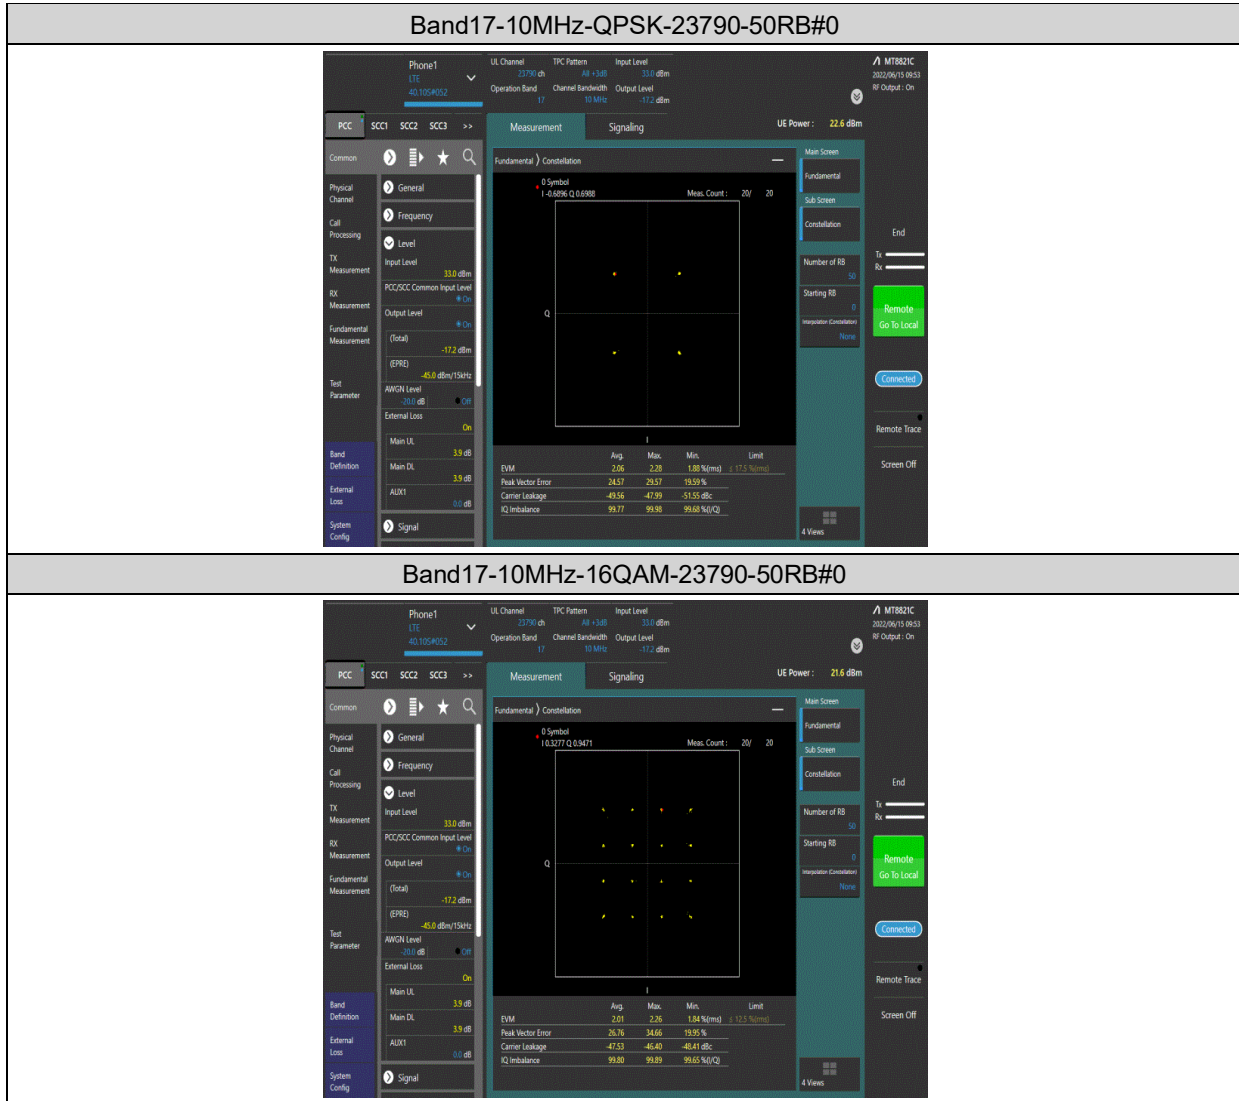 Band17-10MHz-QPSK-23790-50RB#0
Phone1
LTE
40.10S#052
UL Channel TPC Pattern Input Level
23790 ch All +3dB 33.0 dBm
Operation Band Channel Bandwidth Output Level
17 10 MHz -17.2 dBm
MT8821C
2022/06/15 09:53
RF Output : On
PCC SCC1 SCC2 SCC3 >>
Measurement Signaling
UE Power : 22.6 dBm
Common
Physical Channel
Call Processing
TX Measurement
RX Measurement
Fundamental Measurement
Test Parameter
Band Definition
External Loss
System Config
General
Frequency
Level
Input Level
33.0 dBm
PCC/SCC Common Input Level
On
Output Level
On
(Total)
-17.2 dBm
(EPRE)
-45.0 dBm/15kHz
AWGN Level
-20.0 dB Off
External Loss
On
Main UL
3.9 dB
Main DL
3.9 dB
AUX1
0.0 dB
Signal
Fundamental Constellation
0 Symbol
I -0.6896 Q 0.6988
Meas. Count : 20/ 20
Q
I
Avg. Max. Min. Limit
EVM 2.06 2.28 1.88 %(rms) ≤ 17.5 %(rms)
Peak Vector Error 24.57 29.57 19.59 %
Carrier Leakage -49.56 -47.99 -51.55 dBc
IQ Imbalance 99.77 99.98 99.68 %(I/Q)
Main Screen
Fundamental
Sub Screen
Constellation
Number of RB
50
Starting RB
0
Interpolation (Constellation)
None
4 Views
End
Tx
Rx
Remote
Go To Local
Connected
Remote Trace
Screen Off
Band17-10MHz-16QAM-23790-50RB#0
Phone1
LTE
40.10S#052
UL Channel TPC Pattern Input Level
23790 ch All +3dB 33.0 dBm
Operation Band Channel Bandwidth Output Level
17 10 MHz -17.2 dBm
MT8821C
2022/06/15 09:53
RF Output : On
PCC SCC1 SCC2 SCC3 >>
Measurement Signaling
UE Power : 21.6 dBm
Common
Physical Channel
Call Processing
TX Measurement
RX Measurement
Fundamental Measurement
Test Parameter
Band Definition
External Loss
System Config
General
Frequency
Level
Input Level
33.0 dBm
PCC/SCC Common Input Level
On
Output Level
On
(Total)
-17.2 dBm
(EPRE)
-45.0 dBm/15kHz
AWGN Level
-20.0 dB Off
External Loss
On
Main UL
3.9 dB
Main DL
3.9 dB
AUX1
0.0 dB
Signal
Fundamental Constellation
0 Symbol
I 0.3277 Q 0.9471
Meas. Count : 20/ 20
Q
I
Avg. Max. Min. Limit
EVM 2.01 2.26 1.84 %(rms) ≤ 12.5 %(rms)
Peak Vector Error 26.76 34.66 19.95 %
Carrier Leakage -47.53 -46.40 -48.41 dBc
IQ Imbalance 99.80 99.89 99.65 %(I/Q)
Main Screen
Fundamental
Sub Screen
Constellation
Number of RB
50
Starting RB
0
Interpolation (Constellation)
None
4 Views
End
Tx
Rx
Remote
Go To Local
Connected
Remote Trace
Screen Off